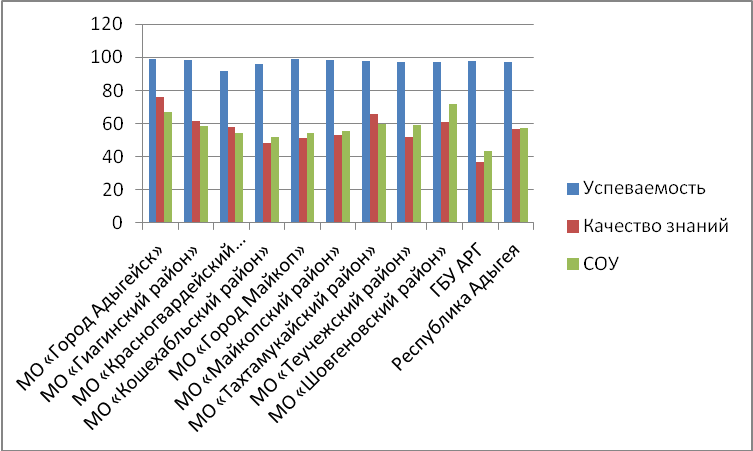 120
100
80
60
40
20
0
МО «Город Адыгейск»
МО «Гиагинский район»
МО «Красногвардейский…
МО «Кошехабльский район»
МО «Город Майкоп»
МО «Майкопский район»
МО «Тахтамукайский район»
МО «Теучежский район»
МО «Шовгеновский район»
ГБУ АРГ
Республика Адыгея
Успеваемость
Качество знаний
СОУ